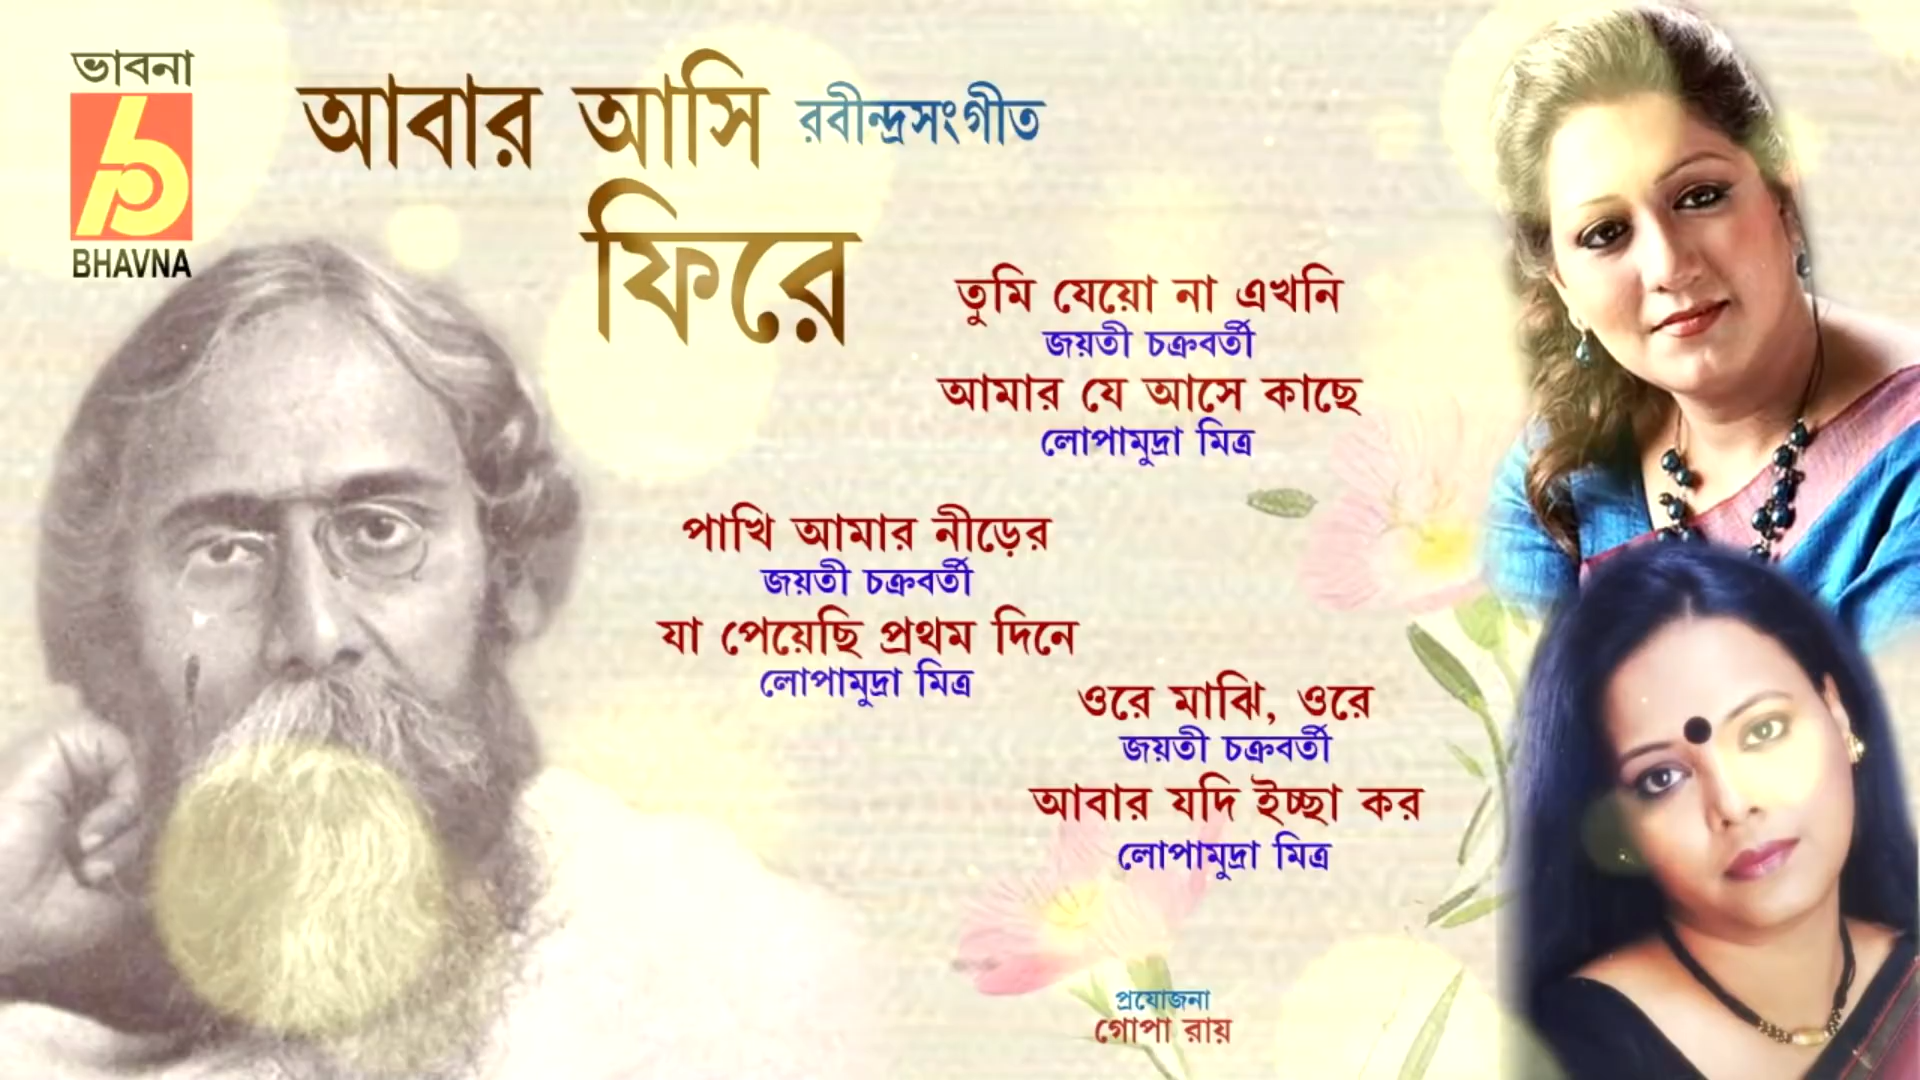 ভাবনা
BHAVNA
আবার আসি রবীন্দ্রসংগীত
ফিরে
তুমি যেয়ো না এখনি
জয়তী চক্রবর্তী
আমার যে আসে কাছে
লোপামুদ্রা মিত্র
পাখি আমার নীড়ের
জয়তী চক্রবর্তী
যা পেয়েছি প্রথম দিনে
লোপামুদ্রা মিত্র
ওরে মাঝি, ওরে
জয়তী চক্রবর্তী
আবার যদি ইচ্ছা কর
লোপামুদ্রা মিত্র
প্রযোজনা
গোপা রায়